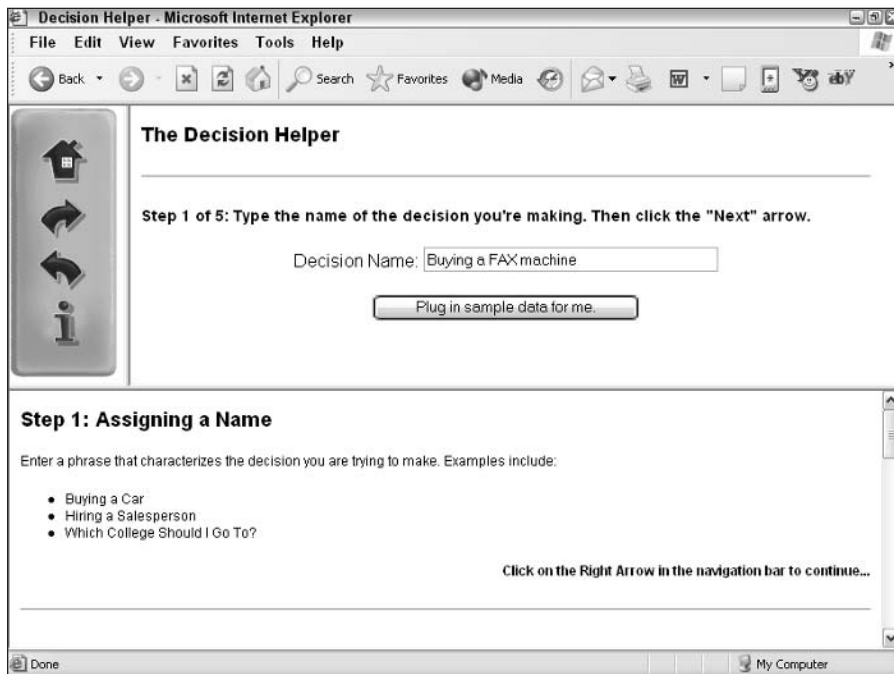 Decision Helper - Microsoft Internet Explorer
File Edit View Favorites Tools Help
Back Search Favorites Media W abY
The Decision Helper
Step 1 of 5: Type the name of the decision you're making. Then click the "Next" arrow.
Decision Name: Buying a FAX machine
Plug in sample data for me.
Step 1: Assigning a Name
Enter a phrase that characterizes the decision you are trying to make. Examples include:
• Buying a Car
• Hiring a Salesperson
• Which College Should I Go To?
Click on the Right Arrow in the navigation bar to continue...
Done My Computer